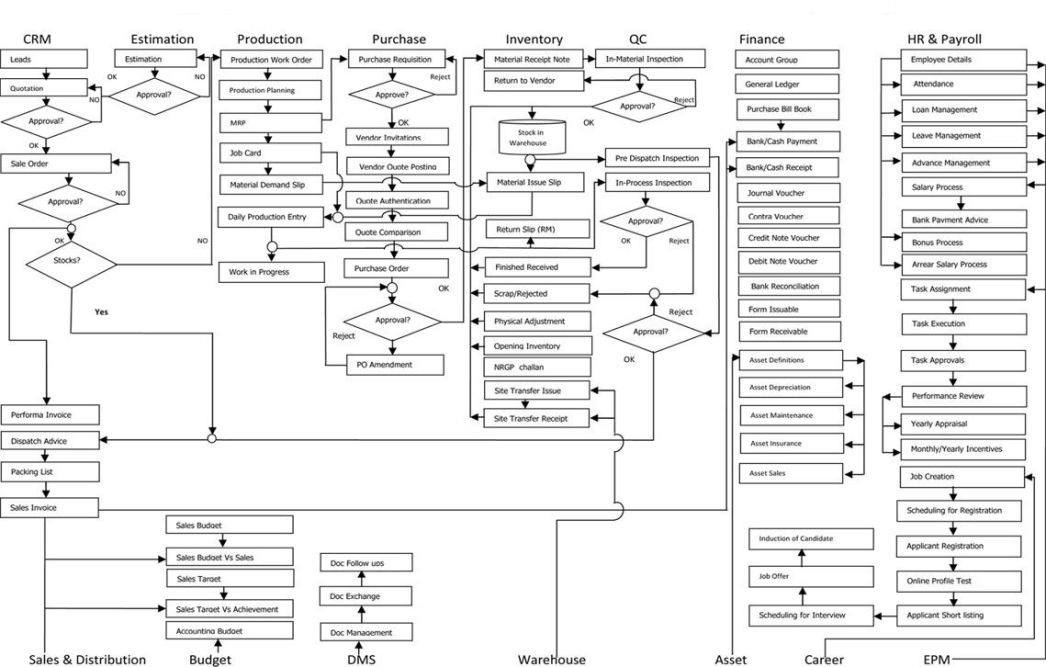 CRM
Leads
Quotation
OK
NO
Approval?
OK
Sale Order
NO
Approval?
OK
Stocks?
NO
Yes
Performa Invoice
Dispatch Advice
Packing List
Sales Invoice
Sales & Distribution
Estimation
Estimation
NO
Approval?
Production
Production Work Order
Production Planning
MRP
Job Card
Material Demand Slip
Daily Production Entry
Work in Progress
Purchase
Purchase Requisition
Reject
Approve?
OK
Vendor Invitations
Vendor Quote Posting
Quote Authentication
Quote Comparison
Purchase Order
OK
Approval?
Reject
PO Amendment
Inventory
Material Receipt Note
Return to Vendor
Stock in
Warehouse
Material Issue Slip
Return Slip (RM)
Finished Received
Scrap/Rejected
Physical Adjustment
Opening Inventory
NRGP challan
Site Transfer Issue
Site Transfer Receipt
QC
In-Material Inspection
Approval?
Reject
OK
Pre Dispatch Inspection
In-Process Inspection
Approval?
OK
Reject
Reject
Approval?
OK
Finance
Account Group
General Ledger
Purchase Bill Book
Bank/Cash Payment
Bank/Cash Receipt
Journal Voucher
Contra Voucher
Credit Note Voucher
Debit Note Voucher
Bank Reconciliation
Form Issuable
Form Receivable
Asset Definitions
Asset Depreciation
Asset Maintenance
Asset Insurance
Asset Sales
Induction of Candidate
Job Offer
Scheduling for Interview
HR & Payroll
Employee Details
Attendance
Loan Management
Leave Management
Advance Management
Salary Process
Bank Payment Advice
Bonus Process
Arrear Salary Process
Task Assignment
Task Execution
Task Approvals
Performance Review
Yearly Appraisal
Monthly/Yearly Incentives
Job Creation
Scheduling for Registration
Applicant Registration
Online Profile Test
Applicant Short listing
Sales Budget
Sales Budget Vs Sales
Sales Target
Sales Target Vs Achievement
Accounting Budget
Budget
Doc Follow ups
Doc Exchange
Doc Management
DMS
Warehouse
Asset
Career
EPM